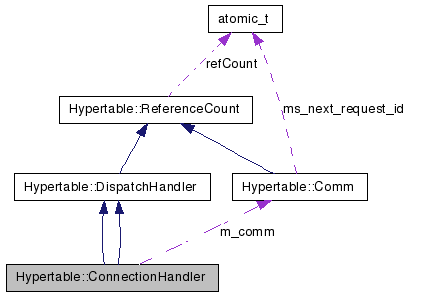 atomic_t
refCount
Hypertable::ReferenceCount
ms_next_request_id
Hypertable::DispatchHandler
Hypertable::Comm
m_comm
Hypertable::ConnectionHandler